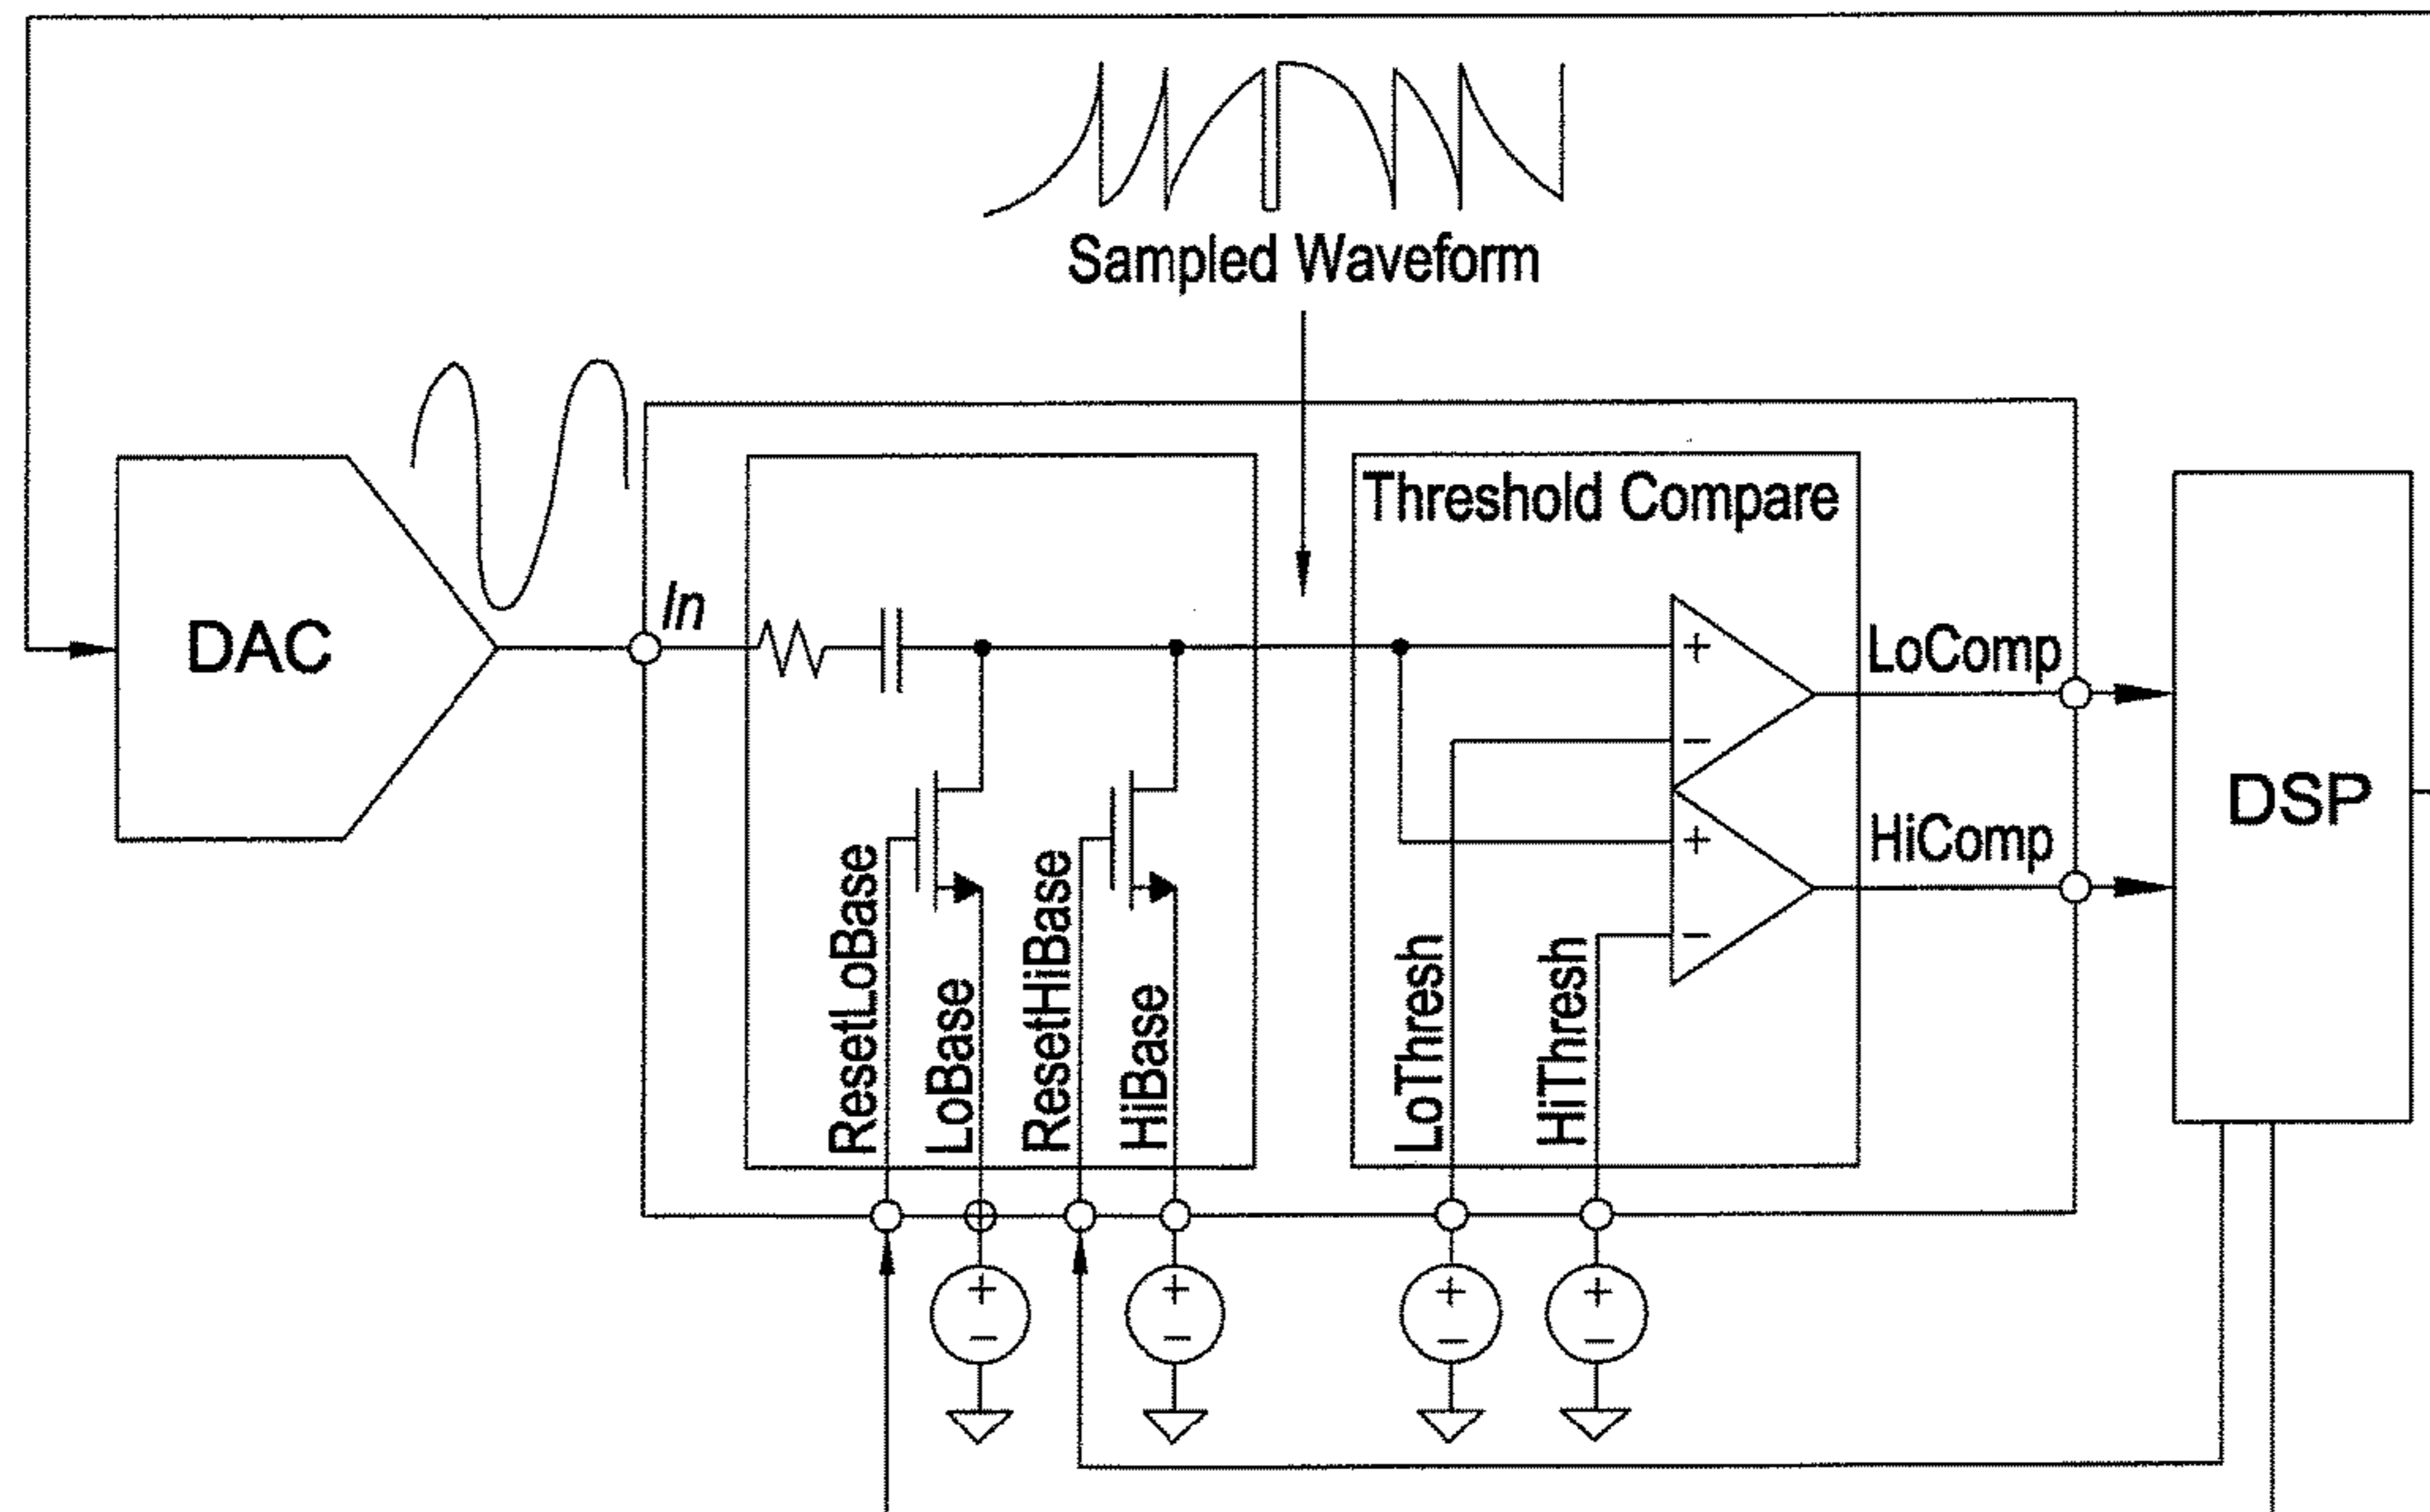 Sampled Waveform
Threshold Compare
In
DAC
LoComp
HiComp
DSP
ResetLoBase
LoBase
ResetHiBase
HiBase
LoThresh
HiThresh
+
−
+
−
+
−
+
−
+
−
+
−